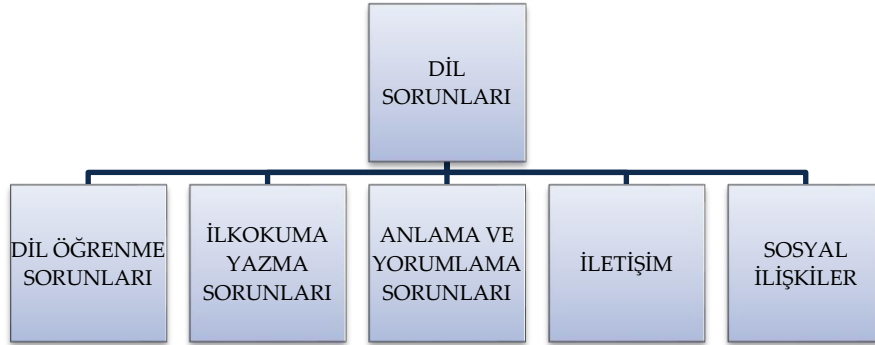 DİL
SORUNLARI
DİL ÖĞRENME
SORUNLARI
İLKOKUMA
YAZMA
SORUNLARI
ANLAMA VE
YORUMLAMA
SORUNLARI
İLETİŞİM
SOSYAL
İLİŞKİLER